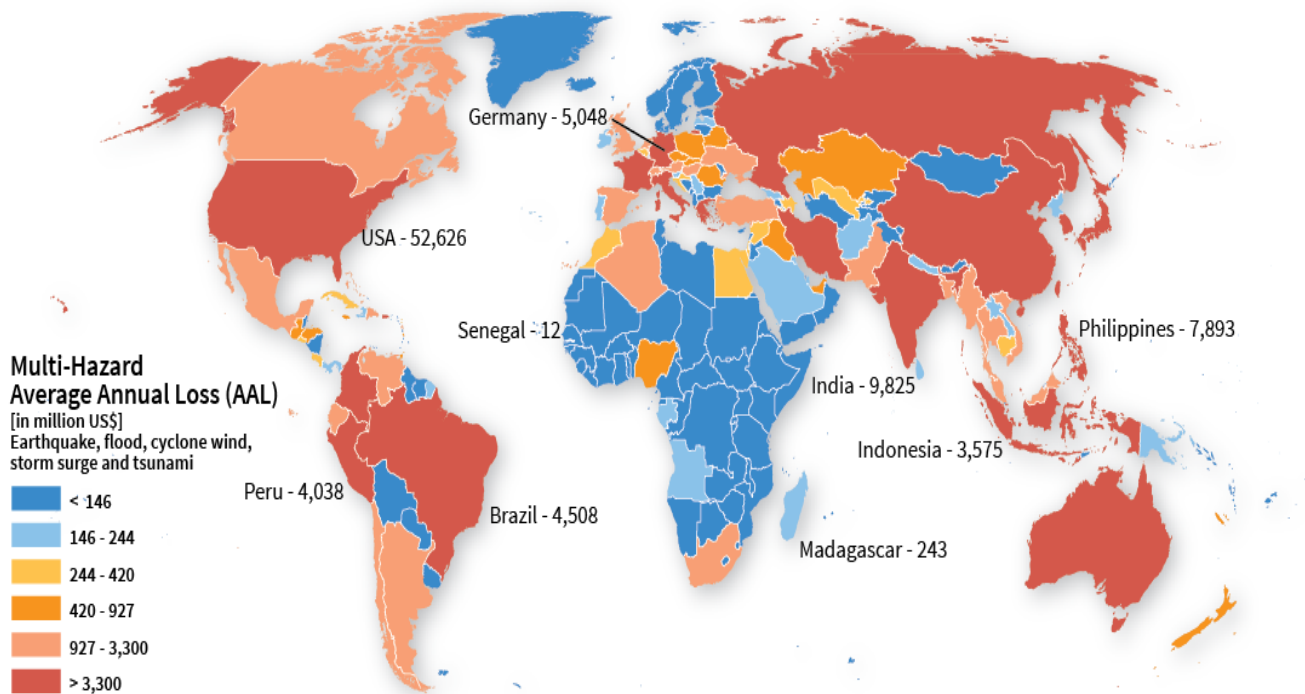 Germany - 5,048
USA - 52,626
Senegal - 12
Philippines - 7,893
India - 9,825
Indonesia - 3,575
Peru - 4,038
Brazil - 4,508
Madagascar - 243
Multi-Hazard
Average Annual Loss (AAL)
[in million US$]
Earthquake, flood, cyclone wind,
storm surge and tsunami
< 146
146 - 244
244 - 420
420 - 927
927 - 3,300
> 3,300